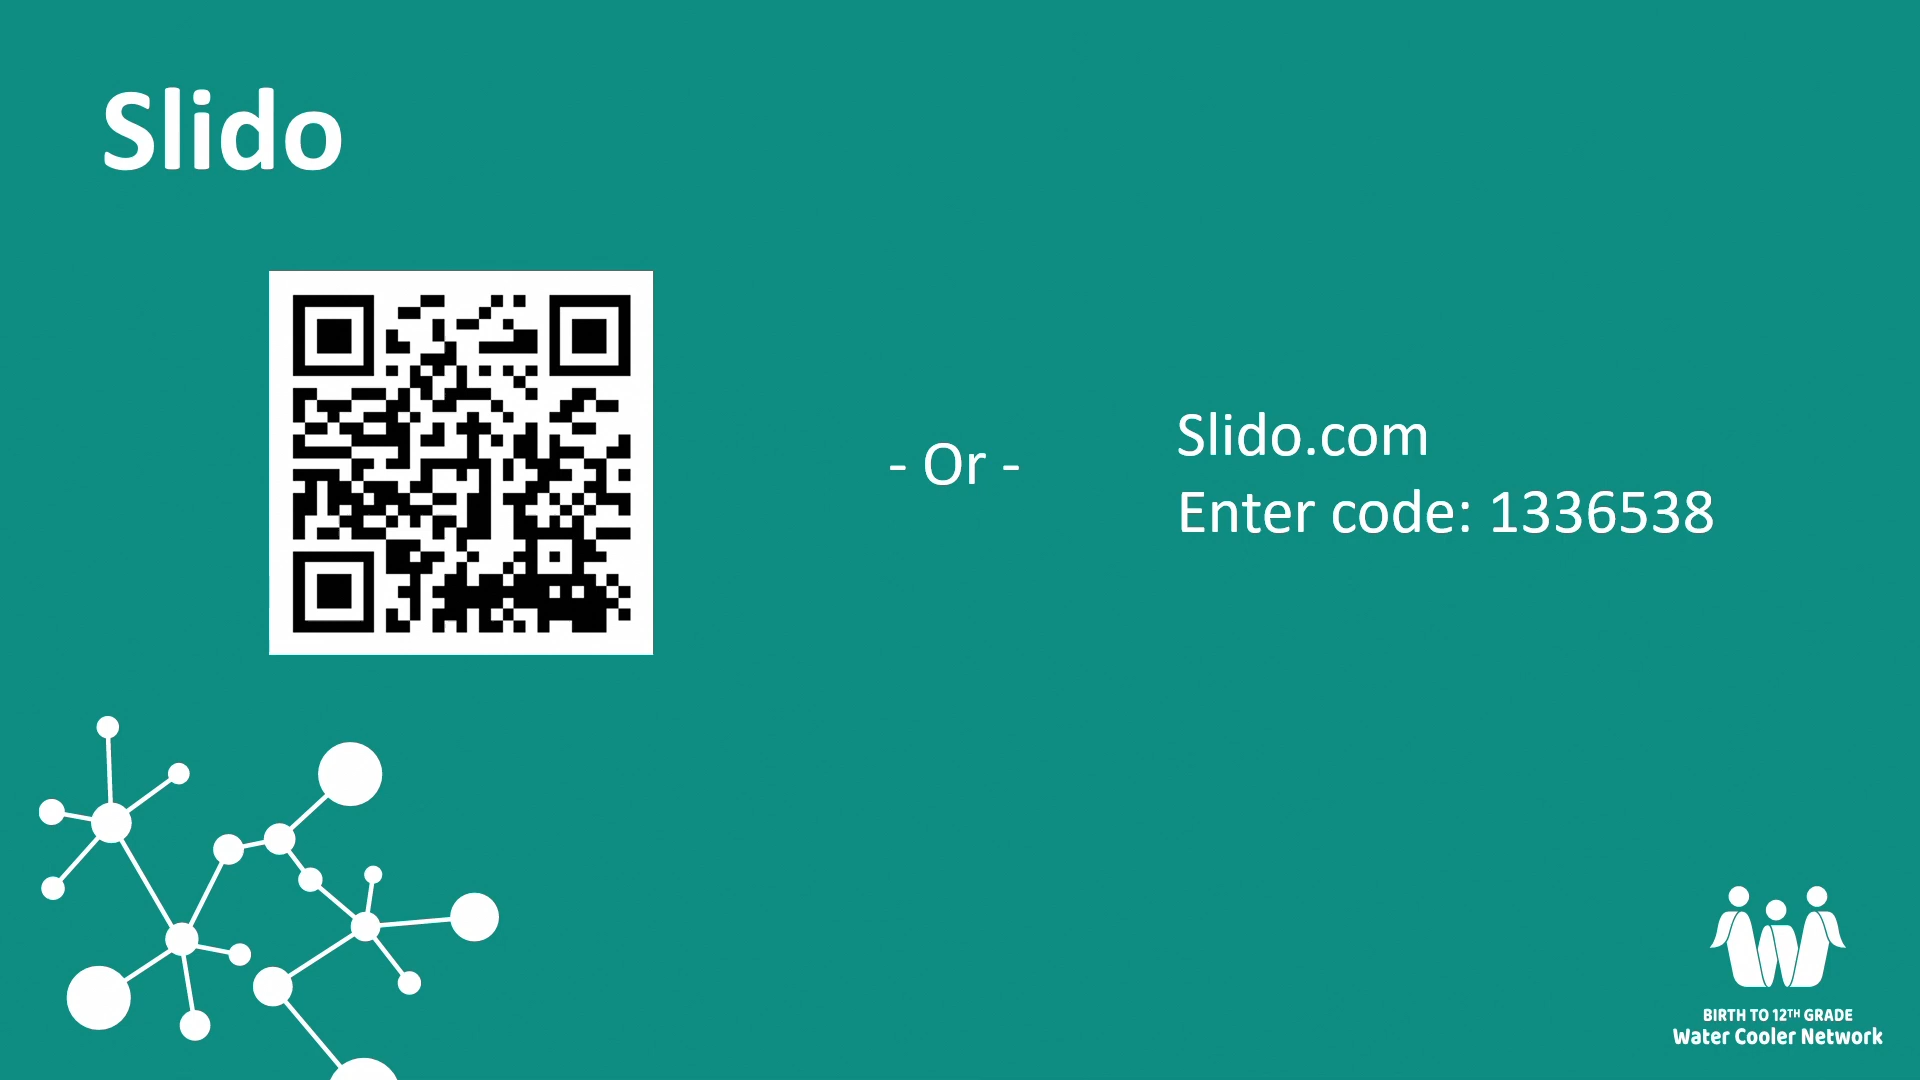 Slido
- Or -
Slido.com
Enter code: 1336538
BIRTH TO 12TH GRADE
Water Cooler Network